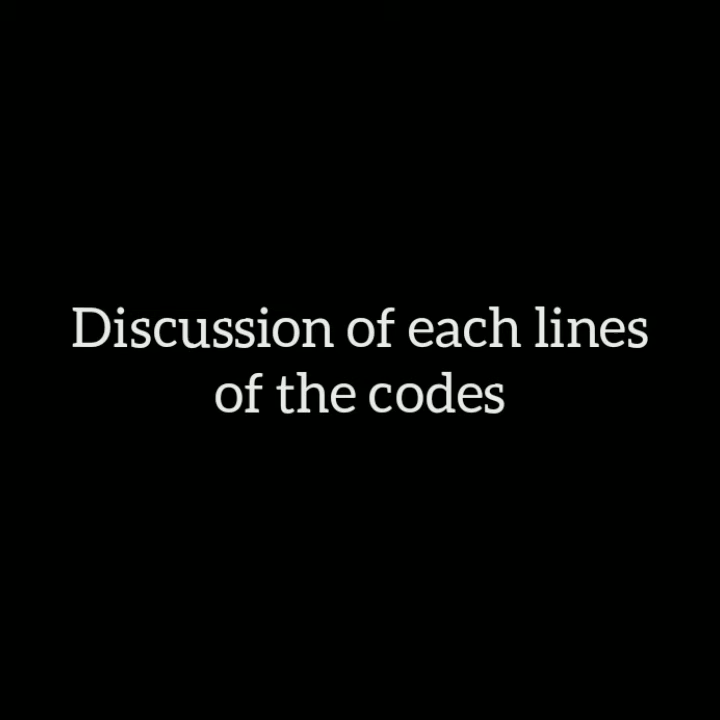 Discussion of each lines
of the codes